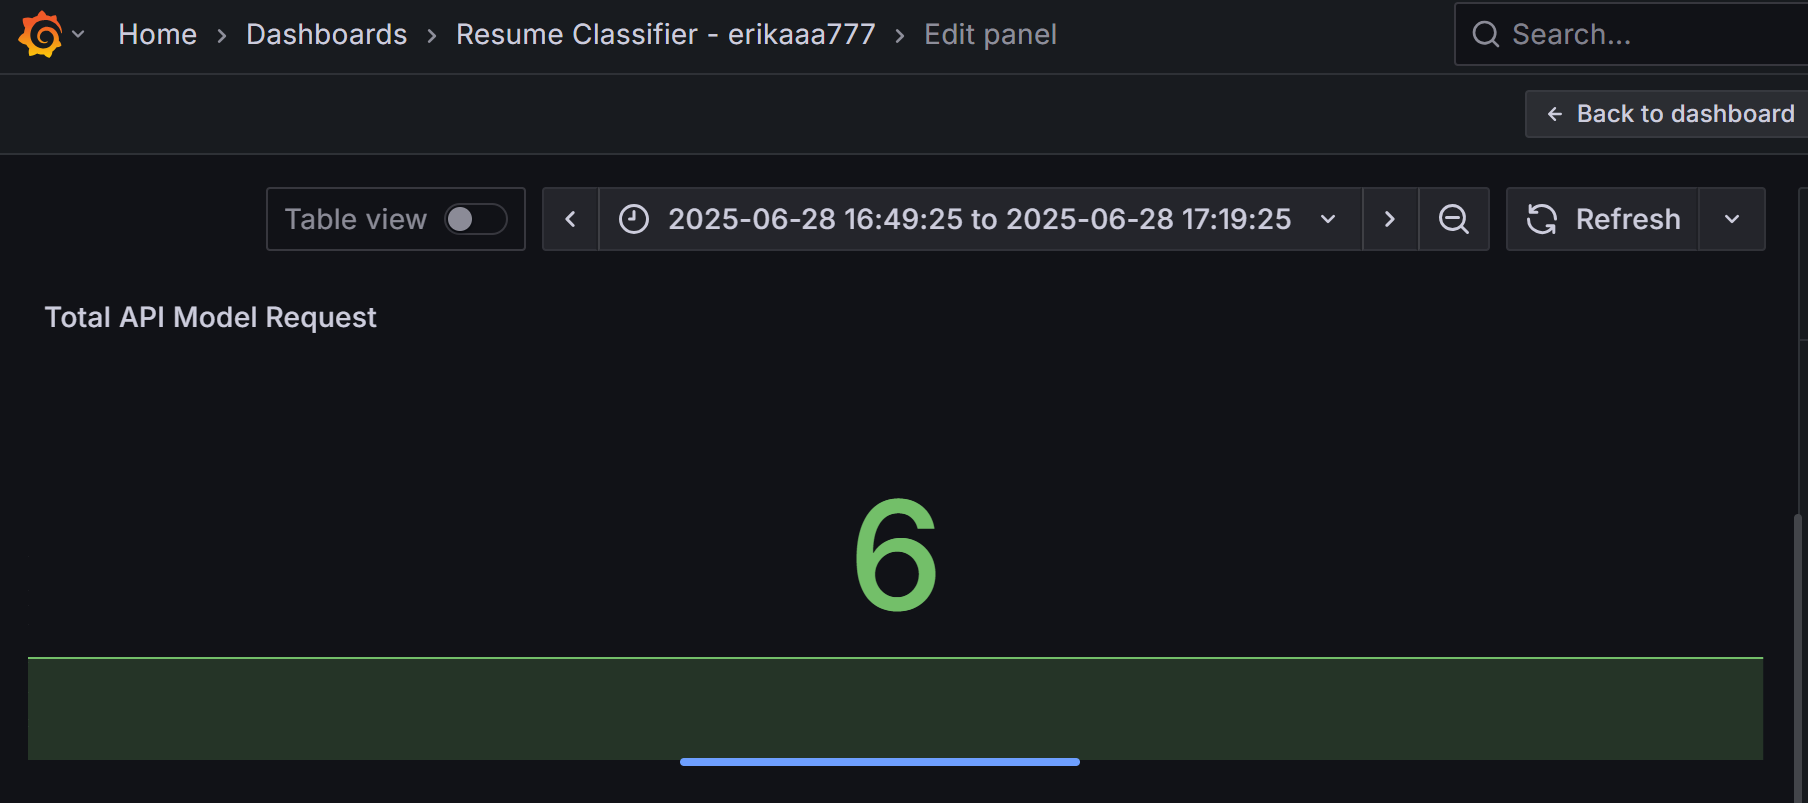 Home › Dashboards › Resume Classifier - erikaaa777 › Edit panel
Search...
Back to dashboard
Table view
2025-06-28 16:49:25 to 2025-06-28 17:19:25
Refresh
Total API Model Request
6